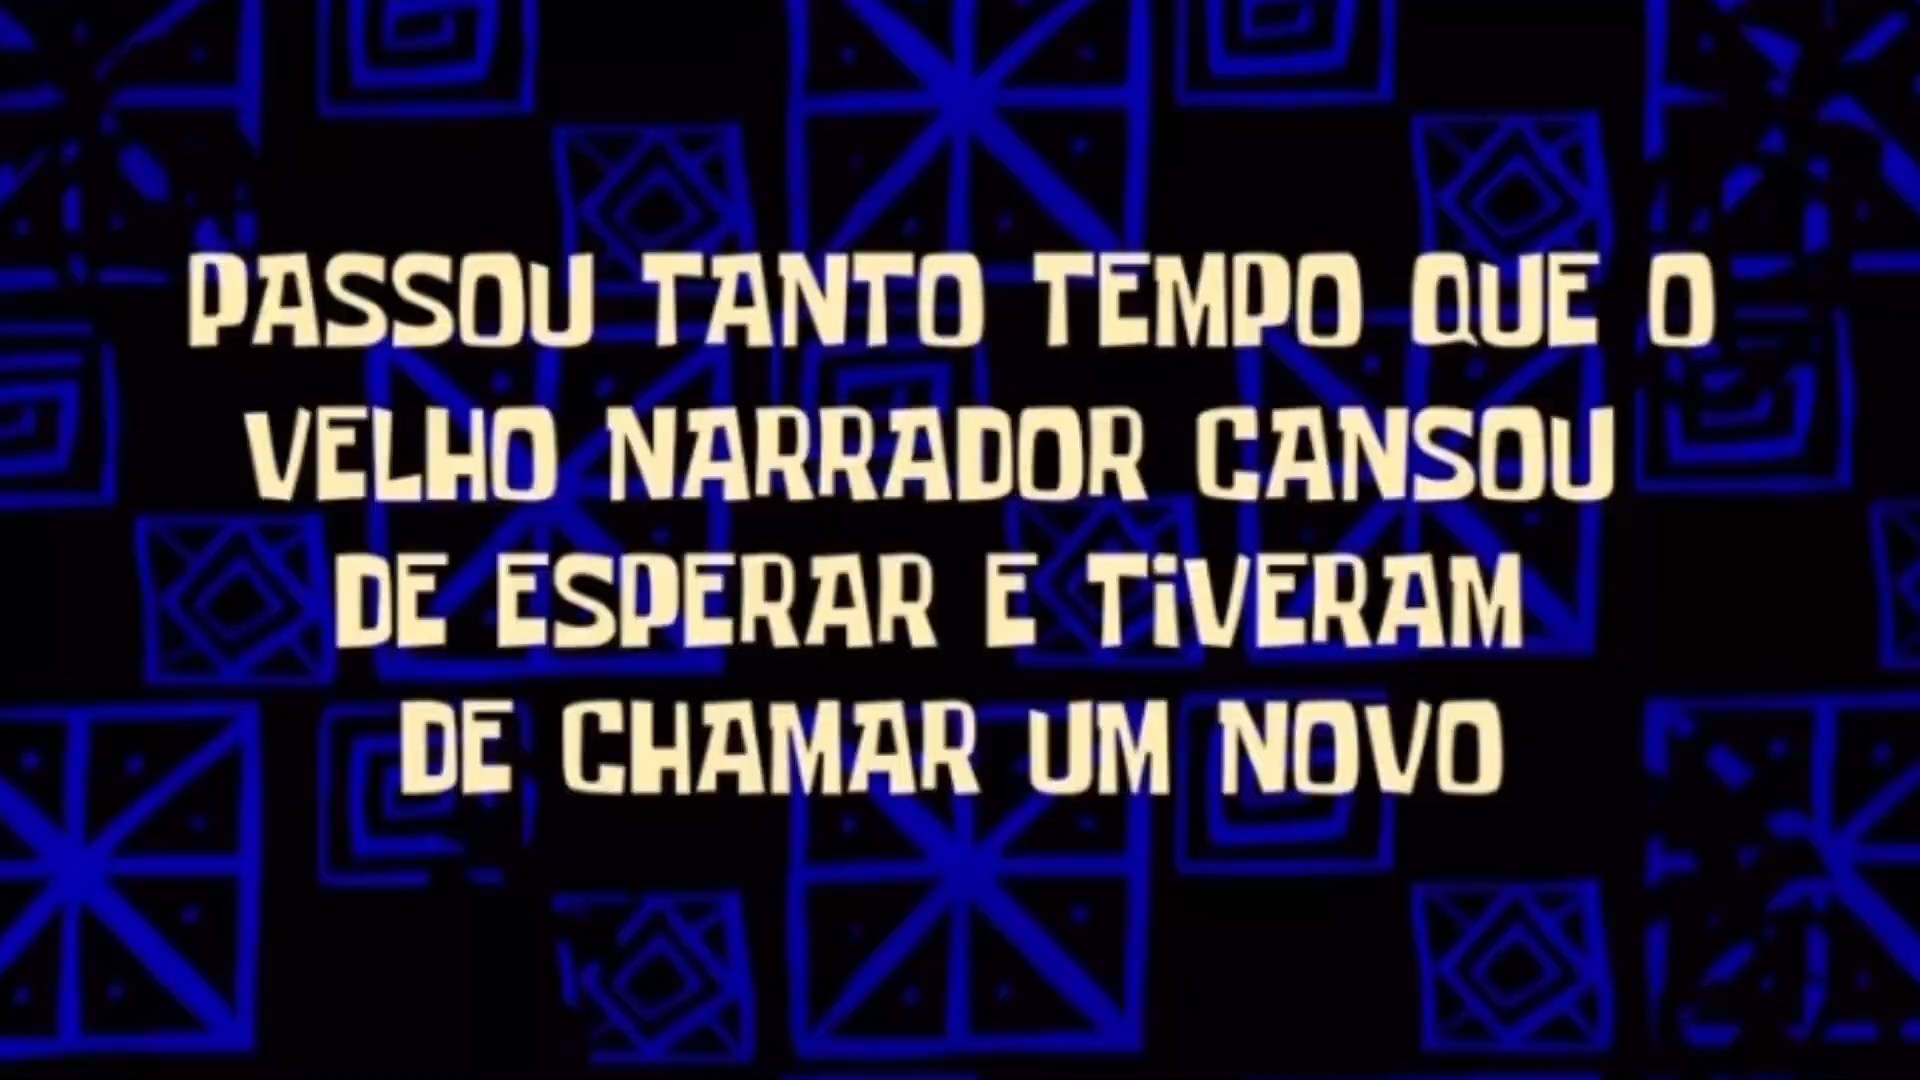 PASSOU TANTO TEMPO QUE O
VELHO NARRADOR CANSOU
DE ESPERAR E TiVERAM
DE CHAMAR UM NOVO